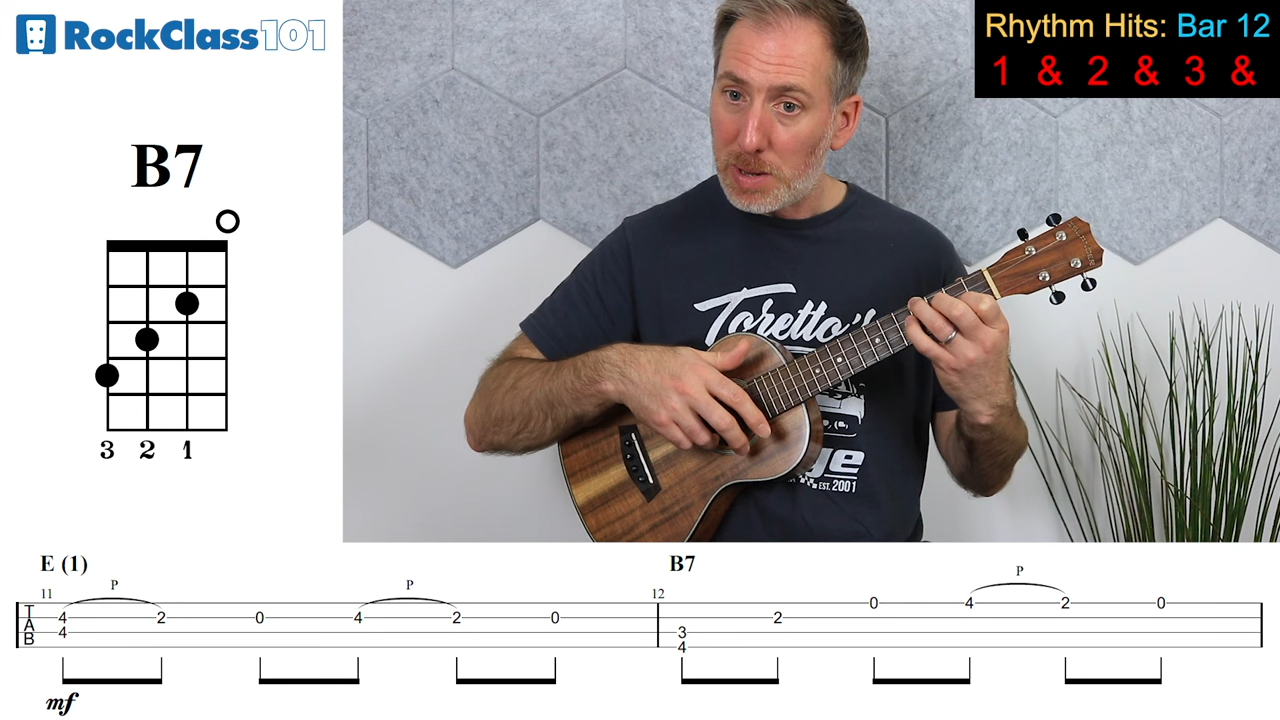 RockClass101
Rhythm Hits: Bar 12
1 & 2 & 3 &
B7
3 2 1
Toretto's
EST. 2001
E (1)
B7
11
P
P
12
P
T
A
B
4 2 0 4 2 0
4
0 4 2 0
2
3
4
mf